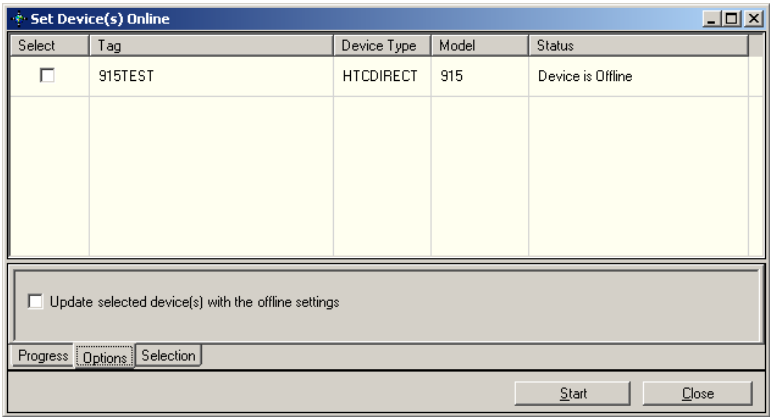 Set Device(s) Online
Select Tag Device Type Model Status
915TEST HTCDIRECT 915 Device is Offline
Update selected device(s) with the offline settings
Progress Options Selection
Start Close